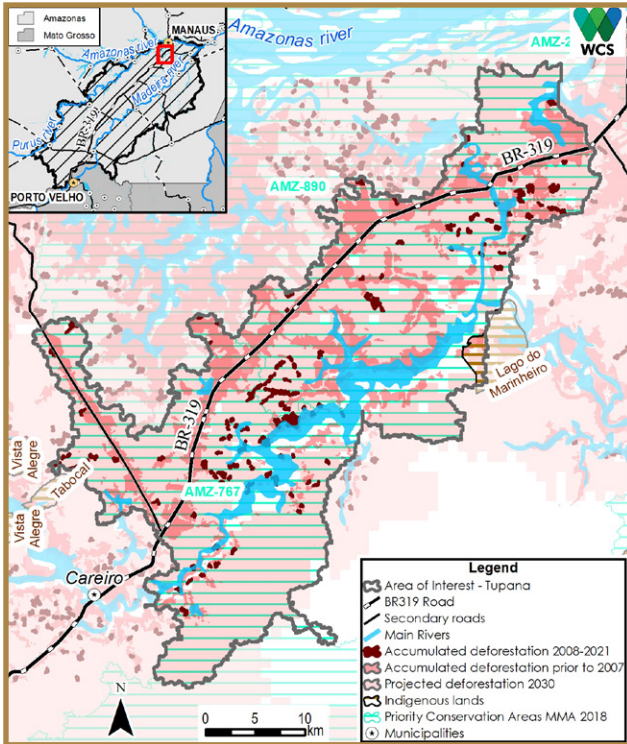 Amazonas
Mato Grosso
MANAUS
Amazonas river
Madeira river
BR-319
Purus river
PORTO VELHO
Amazonas river
AMZ-2
WCS
BR-319
AMZ-890
Lago do
Marinheiro
BR-319
Vista
Alegre
Tabocal
Vista
Alegre
AMZ-767
Careiro
N
0 5 10
km
Legend
Area of Interest - Tupana
BR319 Road
Secondary roads
Main Rivers
Accumulated deforestation 2008-2021
Accumulated deforestation prior to 2007
Projected deforestation 2030
Indigenous lands
Priority Conservation Areas MMA 2018
Municipalities